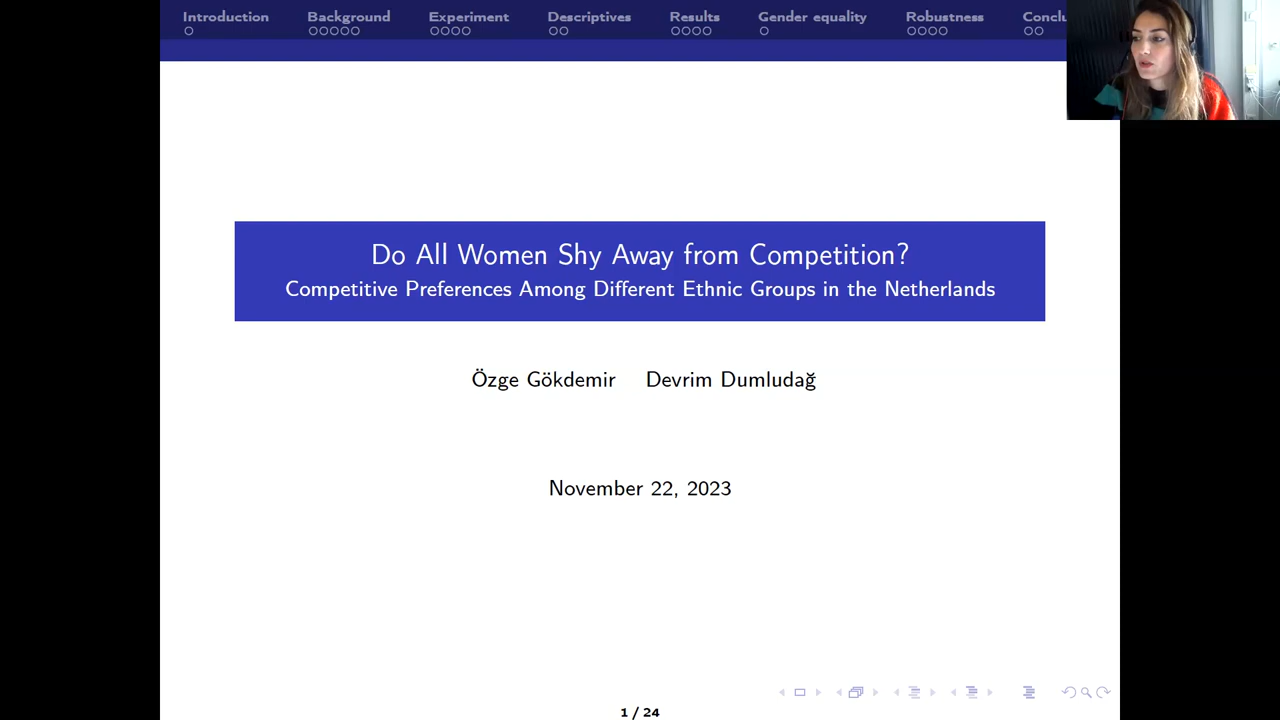 Introduction Background Experiment Descriptives Results Gender equality Robustness Conclu
Do All Women Shy Away from Competition?
Competitive Preferences Among Different Ethnic Groups in the Netherlands
Özge Gökdemir Devrim Dumludağ
November 22, 2023
1 / 24